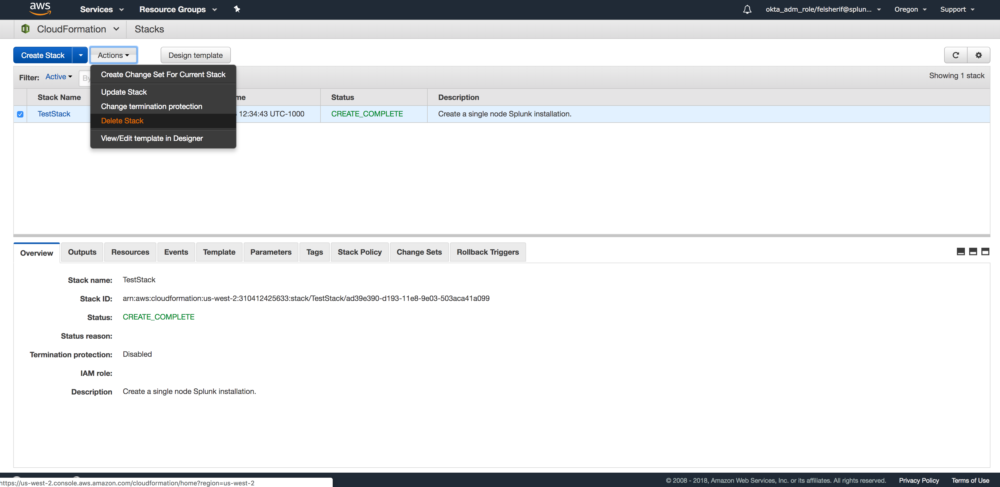 aws Services Resource Groups okta_adm_role/felsherif@splun... Oregon Support
CloudFormation Stacks
Create Stack Actions Design template
Filter: Active By Showing 1 stack
Create Change Set For Current Stack
Update Stack
Change termination protection
Delete Stack
View/Edit template in Designer
Stack Name me Status Description
TestStack 12:34:43 UTC-1000 CREATE_COMPLETE Create a single node Splunk installation.
Overview Outputs Resources Events Template Parameters Tags Stack Policy Change Sets Rollback Triggers
Stack name: TestStack
Stack ID: arn:aws:cloudformation:us-west-2:310412425633:stack/TestStack/ad39e390-d193-11e8-9e03-503aca41a099
Status: CREATE_COMPLETE
Status reason:
Termination protection: Disabled
IAM role:
Description Create a single node Splunk installation.
© 2008 - 2018, Amazon Web Services, Inc. or its affiliates. All rights reserved. Privacy Policy Terms of Use
https://us-west-2.console.aws.amazon.com/cloudformation/home?region=us-west-2